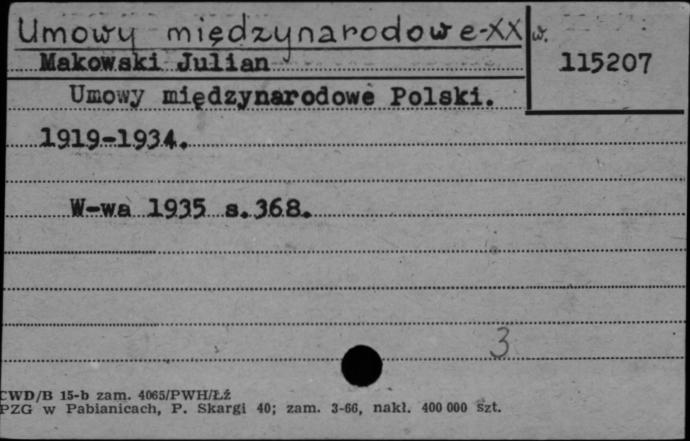 Umowy międzynarodowe-XX w.
Makowski Julian
115207
Umowy międzynarodowe Polski.
1919-1934.
W-wa 1935 s.368.
3
CWD/B 15-b zam. 4065/PWH/Łź
PZG w Pabianicach, P. Skargi 40; zam. 3-66, nakł. 400 000 szt.